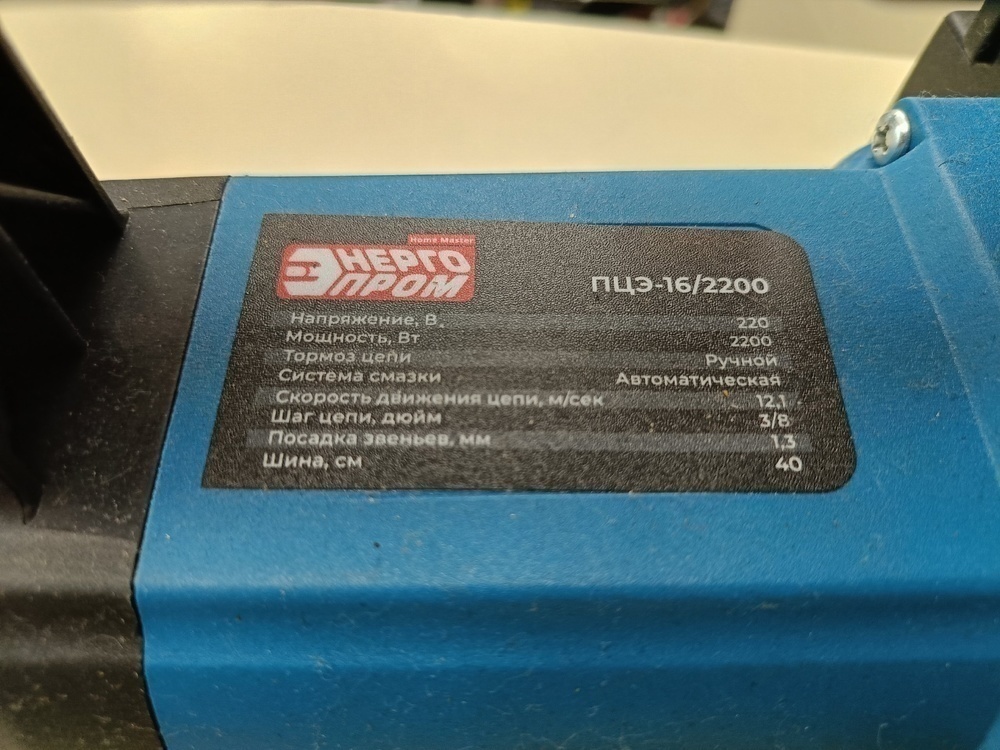 Home Master
ЭНЕРГО
ПРОМ
ПЦЭ-16/2200
Напряжение, В. 220
Мощность, Вт 2200
Тормоз цепи Ручной
Система смазки Автоматическая
Скорость движения цепи, м/сек 12.1
Шаг цепи, дюйм 3/8
Посадка звеньев, мм 1.3
Шина, см 40